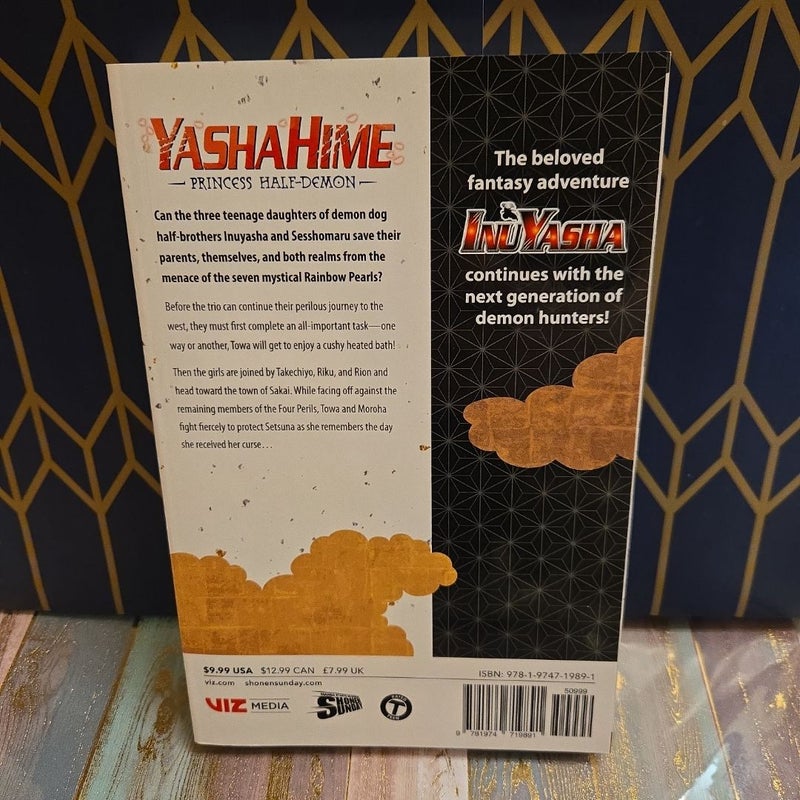 YASHAHIME
PRINCESS HALF-DEMON
Can the three teenage daughters of demon dog
half-brothers Inuyasha and Sesshomaru save their
parents, themselves, and both realms from the
menace of the seven mystical Rainbow Pearls?
Before the trio can continue their perilous journey to the
west, they must first complete an all-important task—one
way or another, Towa will get to enjoy a cushy heated bath!
Then the girls are joined by Takechiyo, Riku, and Rion and
head toward the town of Sakai. While facing off against the
remaining members of the Four Perils, Towa and Moroha
fight fiercely to protect Setsuna as she remembers the day
she received her curse...
The beloved
fantasy adventure
INUYASHA
continues with the
next generation of
demon hunters!
$9.99 USA $12.99 CAN £7.99 UK
viz.com shonensunday.com
VIZ MEDIA
SHONEN
SUNDAY
T
ISBN: 978-1-9747-1989-1
50999
9 781974 719891